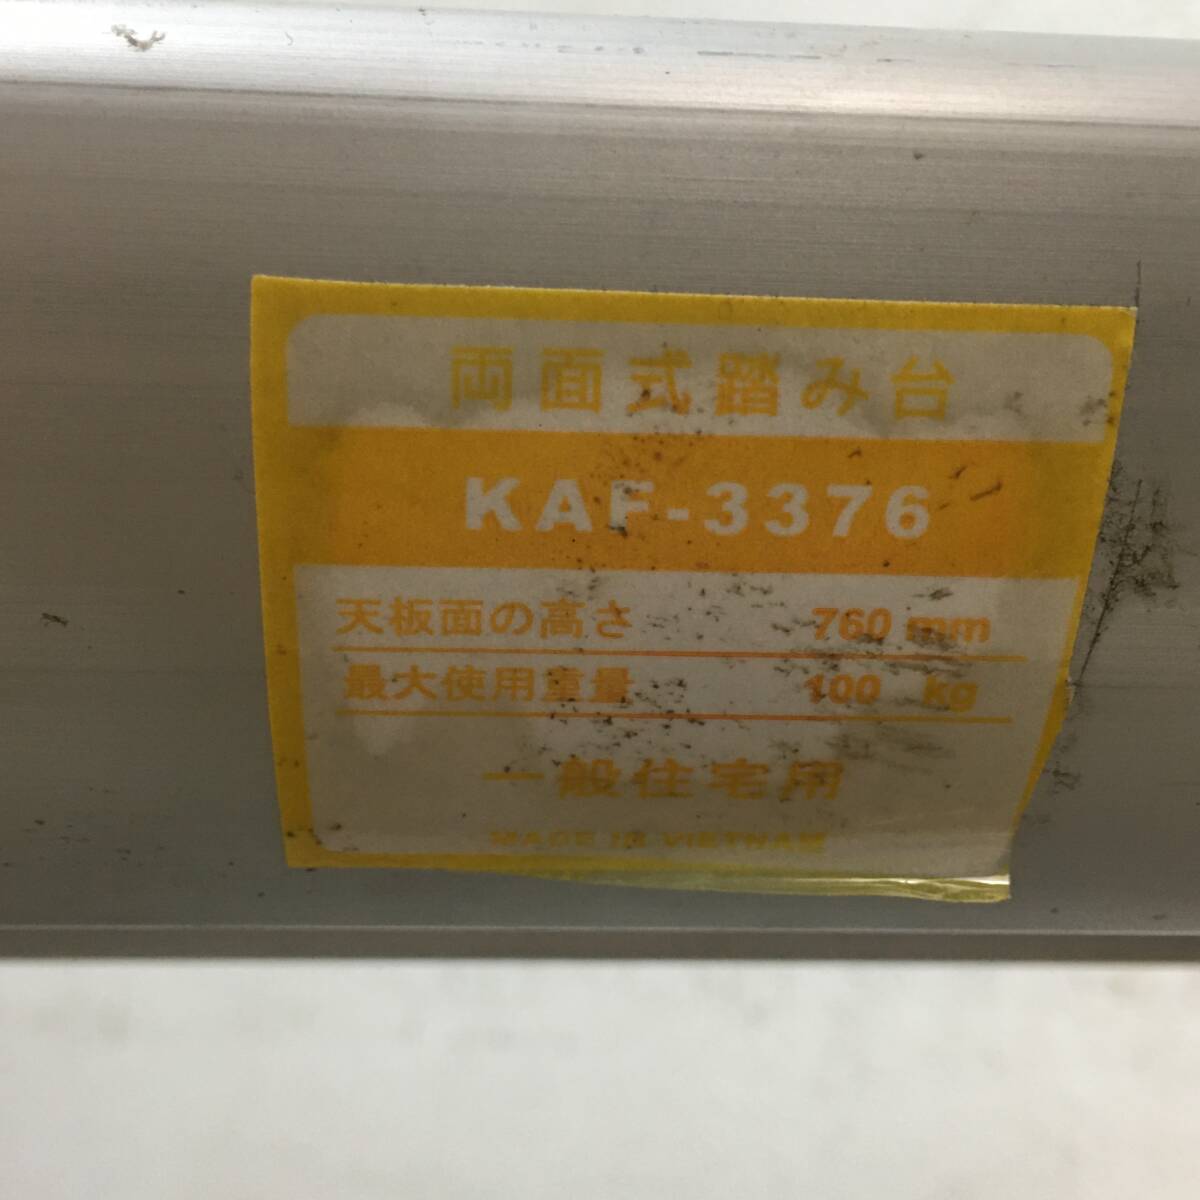 両面式踏み台
KAF-3376
天板面の高さ 760 mm
最大使用重量 100 kg
一般住宅用
MADE IN VIETNAM